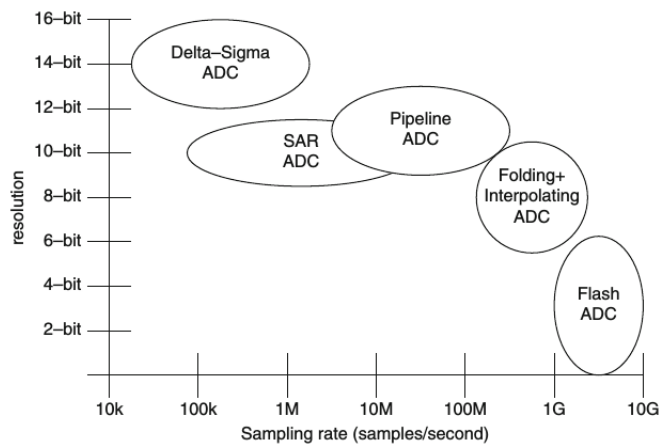 16–bit
14–bit
12–bit
10–bit
8–bit
6–bit
4–bit
2–bit
resolution
Delta–Sigma
ADC
SAR
ADC
Pipeline
ADC
Folding+
Interpolating
ADC
Flash
ADC
10k 100k 1M 10M 100M 1G 10G
Sampling rate (samples/second)